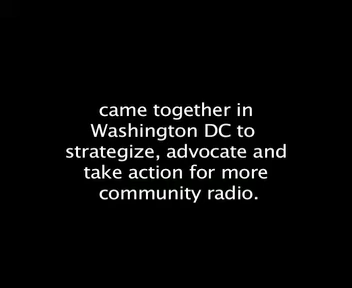 came together in
Washington DC to
strategize, advocate and
take action for more
community radio.